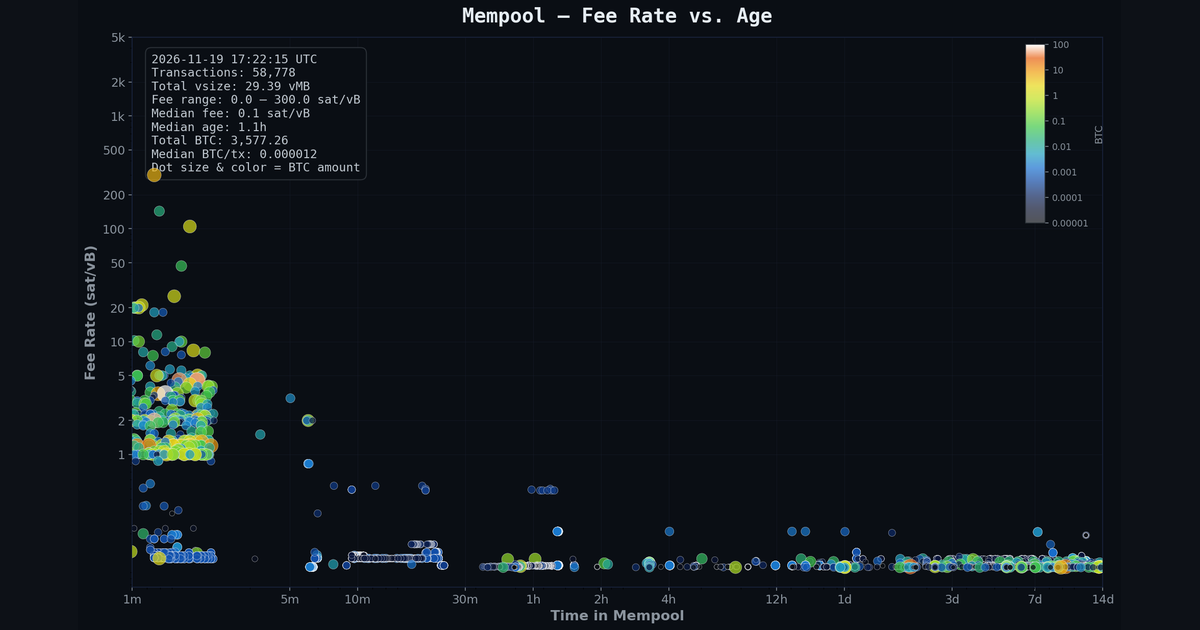 Mempool — Fee Rate vs. Age
5k
2k
1k
500
200
100
50
20
10
5
2
1
Fee Rate (sat/vB)
2026-11-19 17:22:15 UTC
Transactions: 58,778
Total vsize: 29.39 vMB
Fee range: 0.0 – 300.0 sat/vB
Median fee: 0.1 sat/vB
Median age: 1.1h
Total BTC: 3,577.26
Median BTC/tx: 0.000012
Dot size & color = BTC amount
100
10
1
0.1
0.01
0.001
0.0001
0.00001
BTC
1m
5m
10m
30m
1h
2h
4h
12h
1d
3d
7d
14d
Time in Mempool